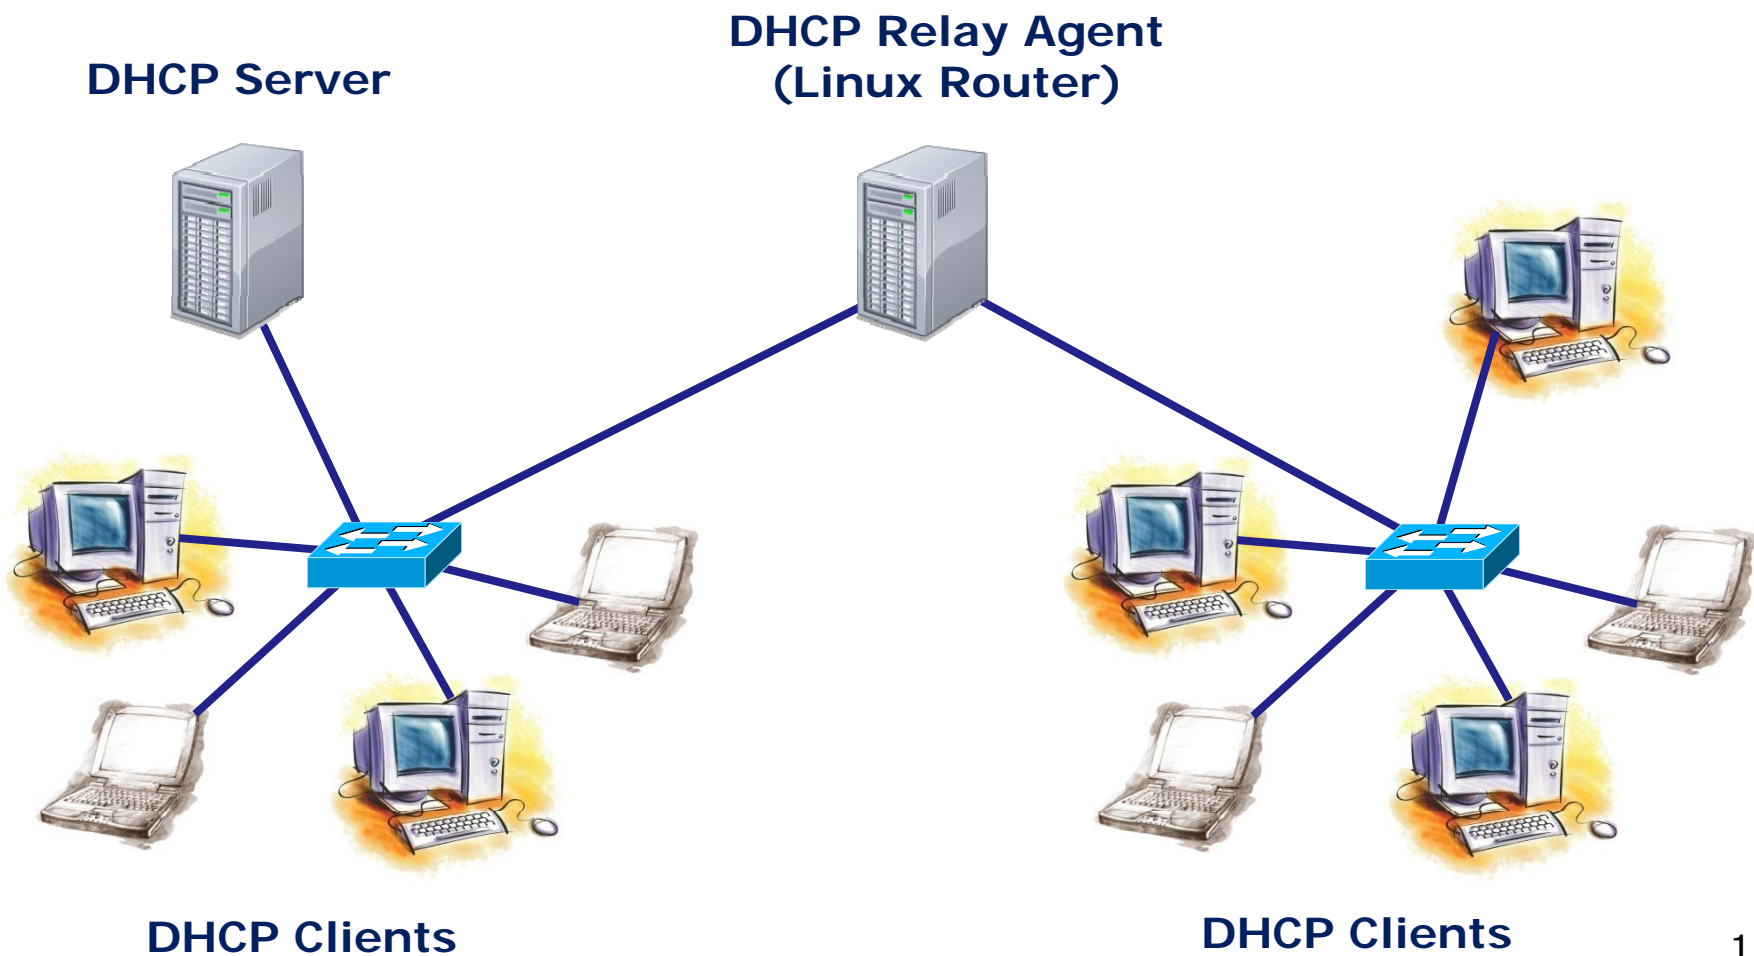 DHCP Relay Agent
(Linux Router)
DHCP Server
DHCP Clients
DHCP Clients
1